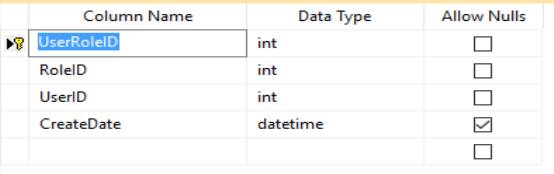 Column Name Data Type Allow Nulls
UserRoleID int
RoleID int
UserID int
CreateDate datetime